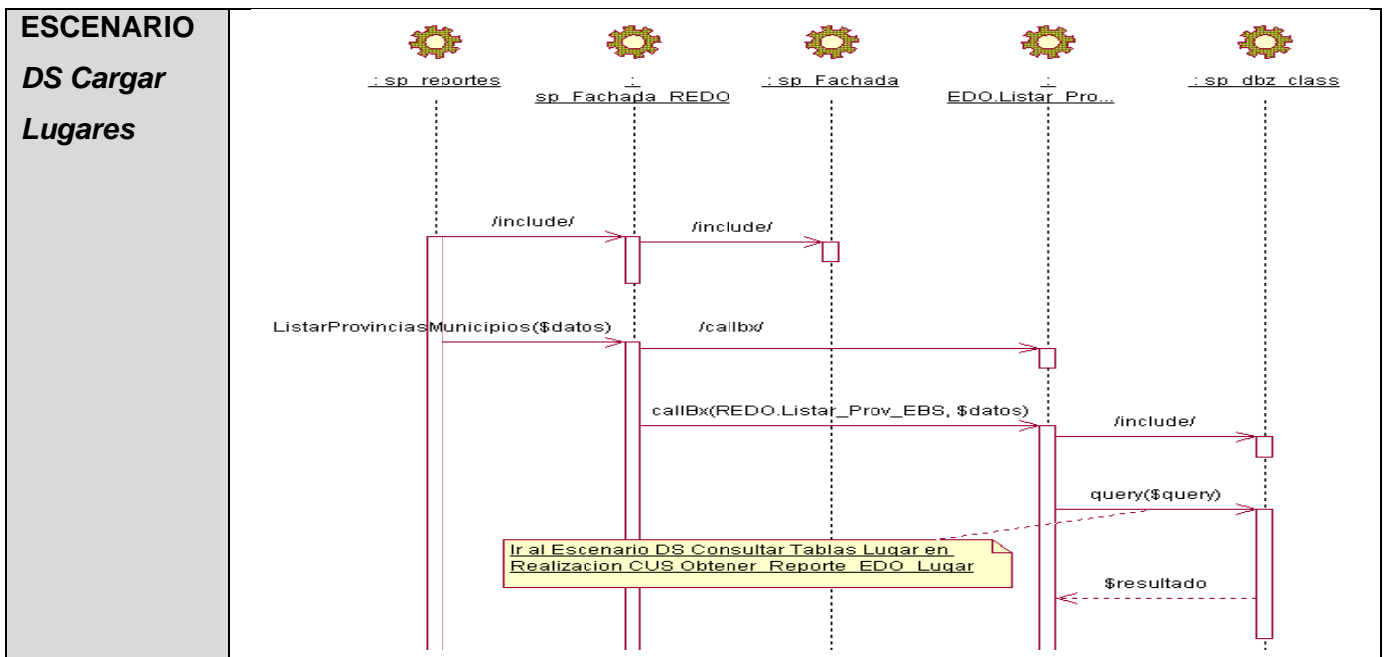 ESCENARIO
DS Cargar
Lugares
: sp_reportes
:
sp_Fachada_REDO
: sp_Fachada
:
EDO.Listar_Pro...
: sp_dbz_class
/include/
/include/
ListarProvinciasMunicipios($datos)
/callbx/
callBx(REDO.Listar_Prov_EBS, $datos)
/include/
query($query)
Ir al Escenario DS Consultar Tablas Lugar en
Realizacion CUS Obtener_Reporte_EDO_Lugar
$resultado